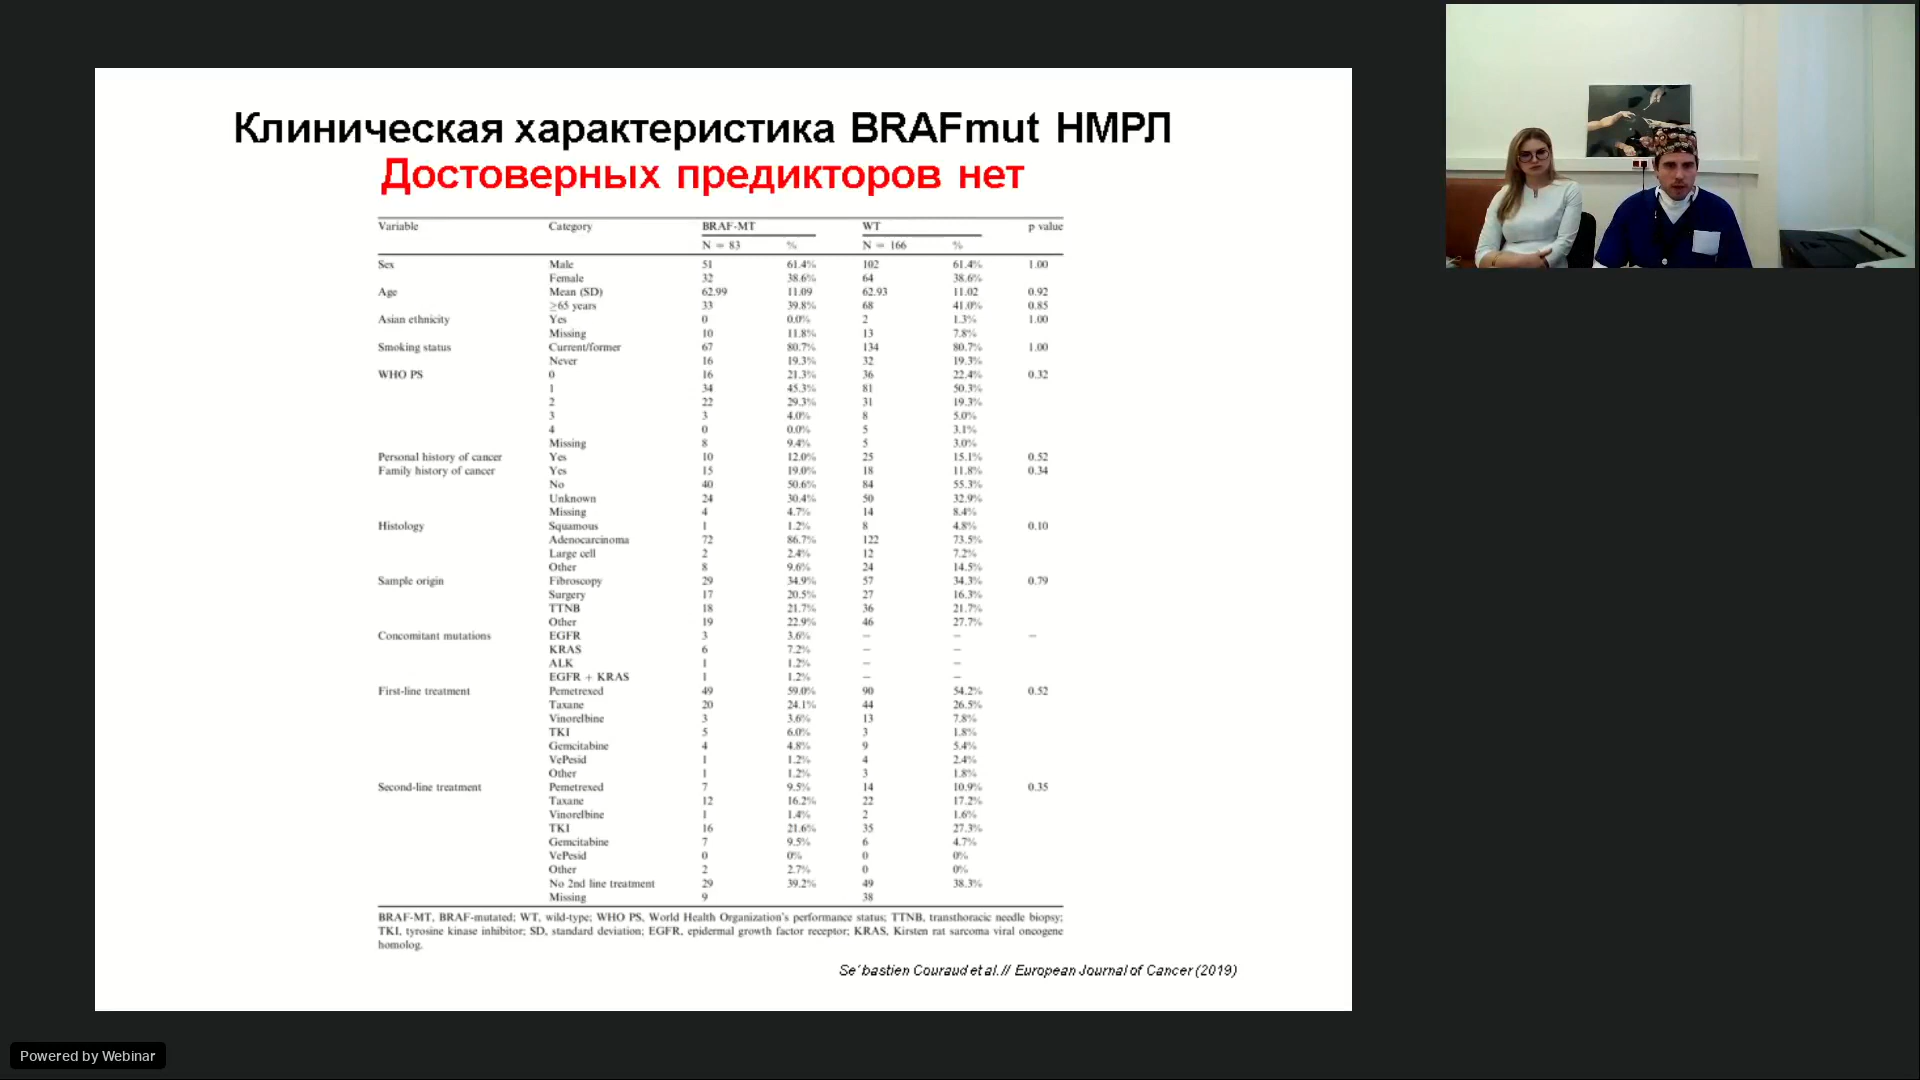 Клиническая характеристика BRAFmut НМРЛ
Достоверных предикторов нет
Variable Category BRAF-MT WT p value
N = 83 % N = 166 %
Sex Male 51 61.4% 102 61.4% 1.00
Female 32 38.6% 64 38.6%
Age Mean (SD) 62.99 11.09 62.93 11.02 0.92
≥65 years 33 39.8% 68 41.0% 0.85
Asian ethnicity Yes 0 0.0% 2 1.3% 1.00
Missing 10 11.8% 13 7.8%
Smoking status Current/former 67 80.7% 134 80.7% 1.00
Never 16 19.3% 32 19.3%
WHO PS 0 16 21.3% 36 22.4% 0.32
1 34 45.3% 81 50.3%
2 22 29.3% 31 19.3%
3 3 4.0% 8 5.0%
4 0 0.0% 5 3.1%
Missing 8 9.4% 5 3.0%
Personal history of cancer Yes 10 12.0% 25 15.1% 0.52
Family history of cancer Yes 15 19.0% 18 11.8% 0.34
No 40 50.6% 84 55.3%
Unknown 24 30.4% 50 32.9%
Missing 4 4.7% 14 8.4%
Histology Squamous 1 1.2% 8 4.8% 0.10
Adenocarcinoma 72 86.7% 122 73.5%
Large cell 2 2.4% 12 7.2%
Other 8 9.6% 24 14.5%
Sample origin Fibroscopy 29 34.9% 57 34.3% 0.79
Surgery 17 20.5% 27 16.3%
TTNB 18 21.7% 36 21.7%
Other 19 22.9% 46 27.7%
Concomitant mutations EGFR 3 3.6% – – –
KRAS 6 7.2% – –
ALK 1 1.2% – –
EGFR + KRAS 1 1.2% – –
First-line treatment Pemetrexed 49 59.0% 90 54.2% 0.52
Taxane 20 24.1% 44 26.5%
Vinorelbine 3 3.6% 13 7.8%
TKI 5 6.0% 3 1.8%
Gemcitabine 4 4.8% 9 5.4%
VePesid 1 1.2% 4 2.4%
Other 1 1.2% 3 1.8%
Second-line treatment Pemetrexed 7 9.5% 14 10.9% 0.35
Taxane 12 16.2% 22 17.2%
Vinorelbine 1 1.4% 2 1.6%
TKI 16 21.6% 35 27.3%
Gemcitabine 7 9.5% 6 4.7%
VePesid 0 0% 0 0%
Other 2 2.7% 0 0%
No 2nd line treatment 29 39.2% 49 38.3%
Missing 9 38
BRAF-MT, BRAF-mutated; WT, wild-type; WHO PS, World Health Organization's performance status; TTNB, transthoracic needle biopsy;
TKI, tyrosine kinase inhibitor; SD, standard deviation; EGFR, epidermal growth factor receptor; KRAS, Kirsten rat sarcoma viral oncogene
homolog.
Se´bastien Couraud et al. // European Journal of Cancer (2019)
Powered by Webinar